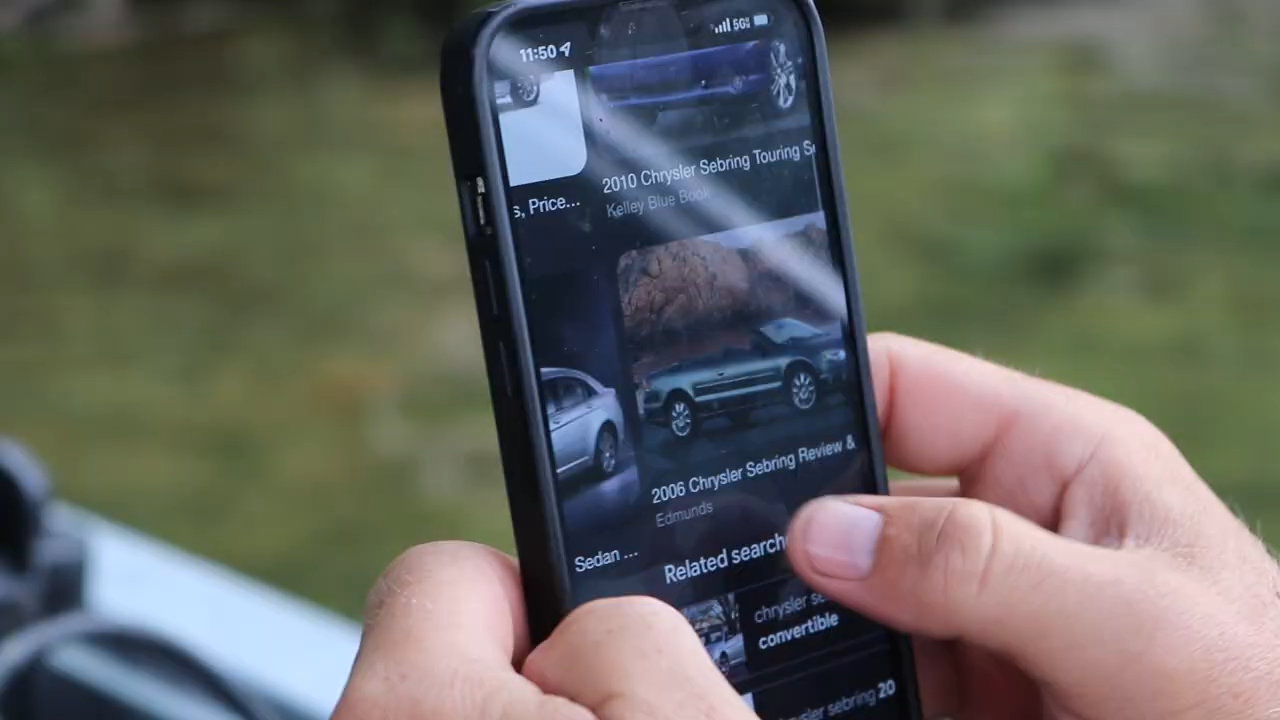 11:50
5G
2010 Chrysler Sebring Touring S
Kelley Blue Book
s, Price...
2006 Chrysler Sebring Review &
Edmunds
Sedan ...
Related searche
chrysler se
convertible
rysler sebring 20